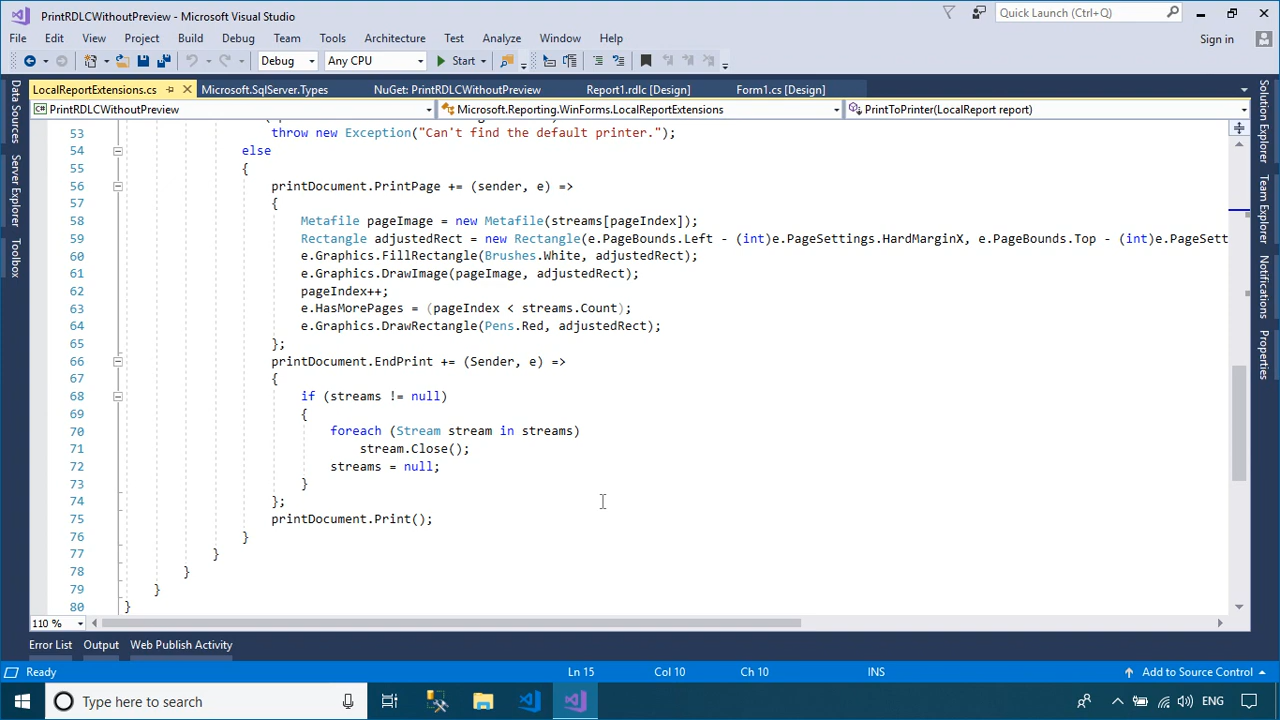 PrintRDLCWithoutPreview - Microsoft Visual Studio
Quick Launch (Ctrl+Q)
File Edit View Project Build Debug Team Tools Architecture Test Analyze Window Help
Sign in
Debug Any CPU Start
LocalReportExtensions.cs Microsoft.SqlServer.Types NuGet: PrintRDLCWithoutPreview Report1.rdlc [Design] Form1.cs [Design]
PrintRDLCWithoutPreview Microsoft.Reporting.WinForms.LocalReportExtensions PrintToPrinter(LocalReport report)
Data Sources
Server Explorer
Toolbox
53 throw new Exception("Can't find the default printer.");
54 else
55 {
56 printDocument.PrintPage += (sender, e) =>
57 {
58 Metafile pageImage = new Metafile(streams[pageIndex]);
59 Rectangle adjustedRect = new Rectangle(e.PageBounds.Left - (int)e.PageSettings.HardMarginX, e.PageBounds.Top - (int)e.PageSett
60 e.Graphics.FillRectangle(Brushes.White, adjustedRect);
61 e.Graphics.DrawImage(pageImage, adjustedRect);
62 pageIndex++;
63 e.HasMorePages = (pageIndex < streams.Count);
64 e.Graphics.DrawRectangle(Pens.Red, adjustedRect);
65 };
66 printDocument.EndPrint += (Sender, e) =>
67 {
68 if (streams != null)
69 {
70 foreach (Stream stream in streams)
71 stream.Close();
72 streams = null;
73 }
74 };
75 printDocument.Print();
76 }
77 }
78 }
79 }
80 }
Solution Explorer
Team Explorer
Notifications
Properties
110 %
Error List Output Web Publish Activity
Ready Ln 15 Col 10 Ch 10 INS Add to Source Control
Type here to search ENG